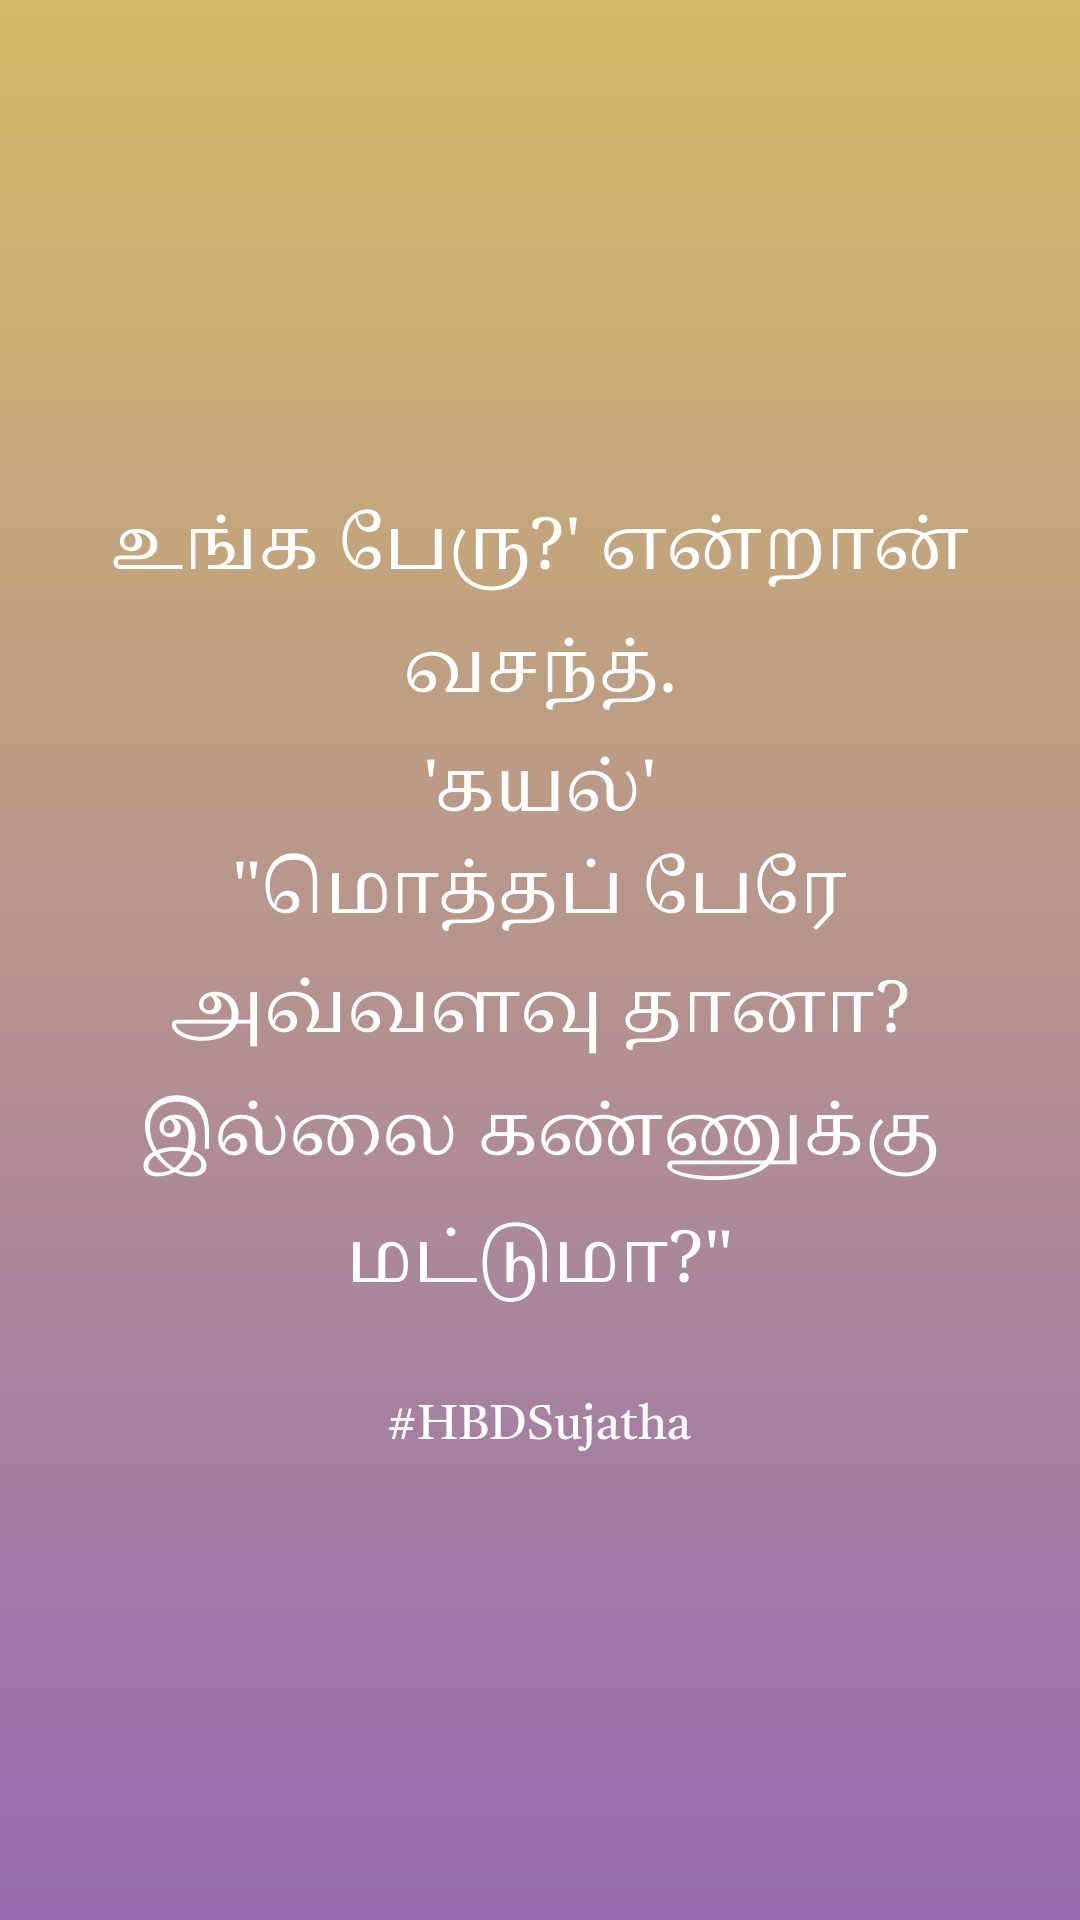 உங்க பேரு?' என்றான்
வசந்த்.
'கயல்'
"மொத்தப் பேரே
அவ்வளவு தானா?
இல்லை கண்ணுக்கு
மட்டுமா?"
#HBDSujatha